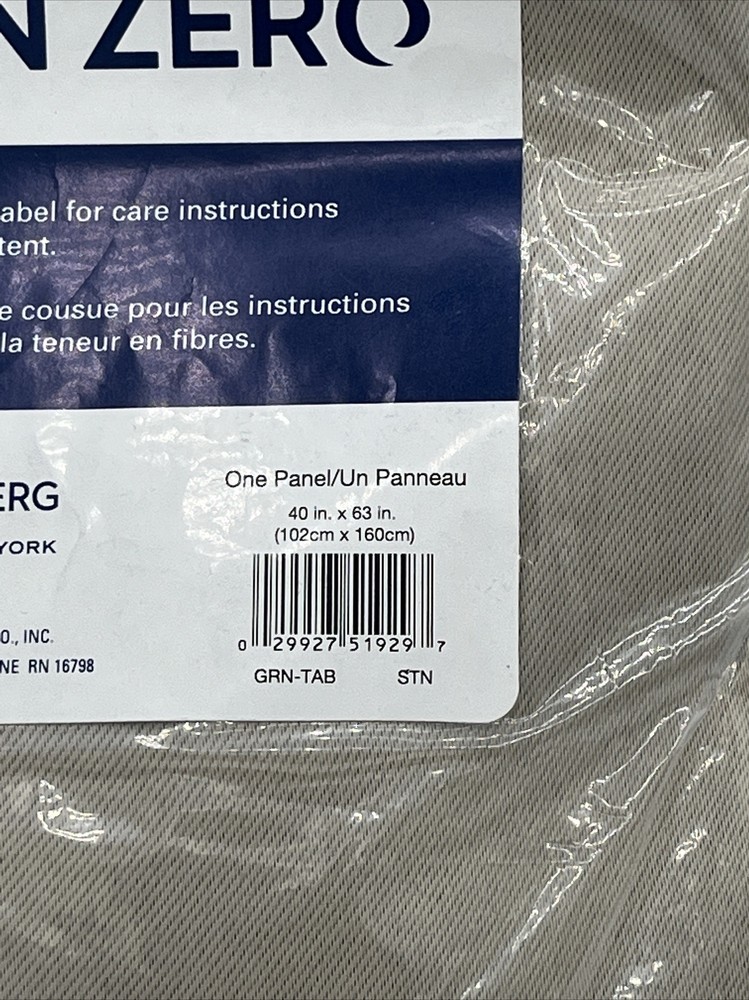 N ZERO
abel for care instructions
tent.
e cousue pour les instructions
la teneur en fibres.
ERG
YORK
O., INC.
NE RN 16798
One Panel/Un Panneau
40 in. x 63 in.
(102cm x 160cm)
0 29927 51929 7
GRN-TAB STN